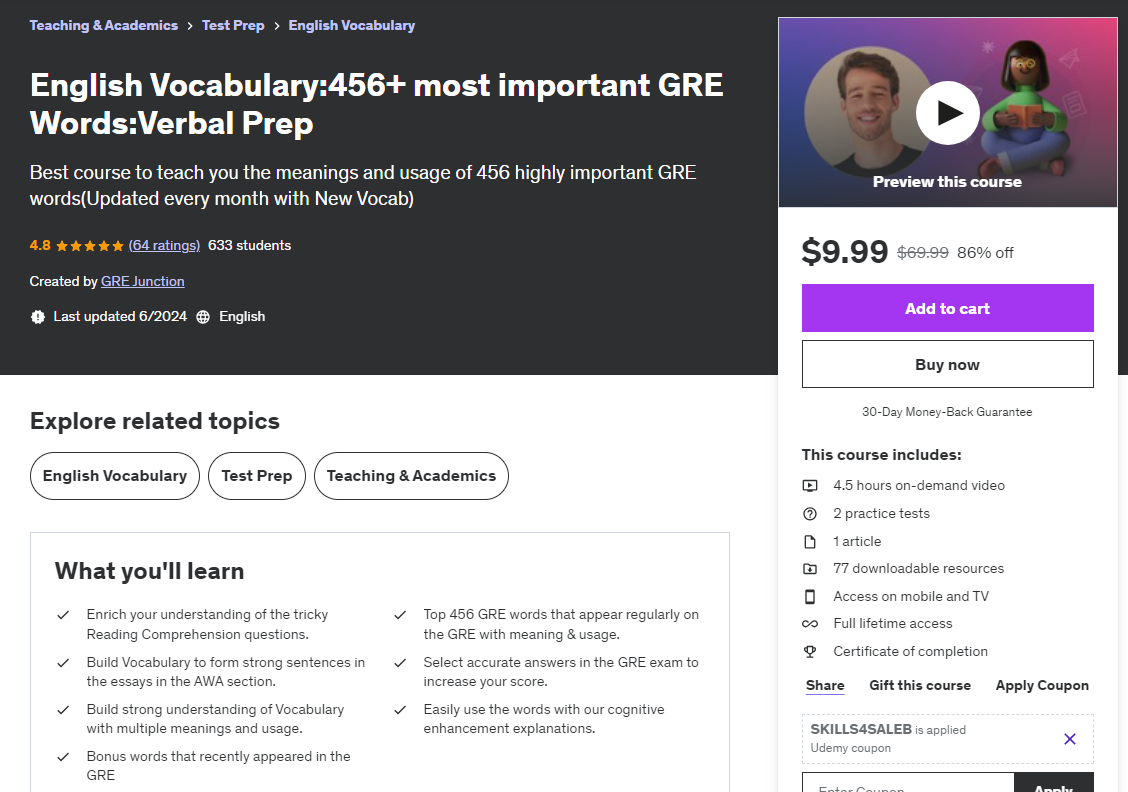 Teaching & Academics > Test Prep > English Vocabulary
English Vocabulary:456+ most important GRE
Words:Verbal Prep
Best course to teach you the meanings and usage of 456 highly important GRE
words(Updated every month with New Vocab)
4.8 (64 ratings) 633 students
Created by GRE Junction
Last updated 6/2024 English
Preview this course
$9.99 $69.99 86% off
Add to cart
Buy now
30-Day Money-Back Guarantee
This course includes:
4.5 hours on-demand video
2 practice tests
1 article
77 downloadable resources
Access on mobile and TV
Full lifetime access
Certificate of completion
Share Gift this course Apply Coupon
SKILLS4SALEB is applied
Udemy coupon
Enter Coupon Apply
Explore related topics
English Vocabulary Test Prep Teaching & Academics
What you'll learn
Enrich your understanding of the tricky
Reading Comprehension questions.
Build Vocabulary to form strong sentences in
the essays in the AWA section.
Build strong understanding of Vocabulary
with multiple meanings and usage.
Bonus words that recently appeared in the
GRE
Top 456 GRE words that appear regularly on
the GRE with meaning & usage.
Select accurate answers in the GRE exam to
increase your score.
Easily use the words with our cognitive
enhancement explanations.